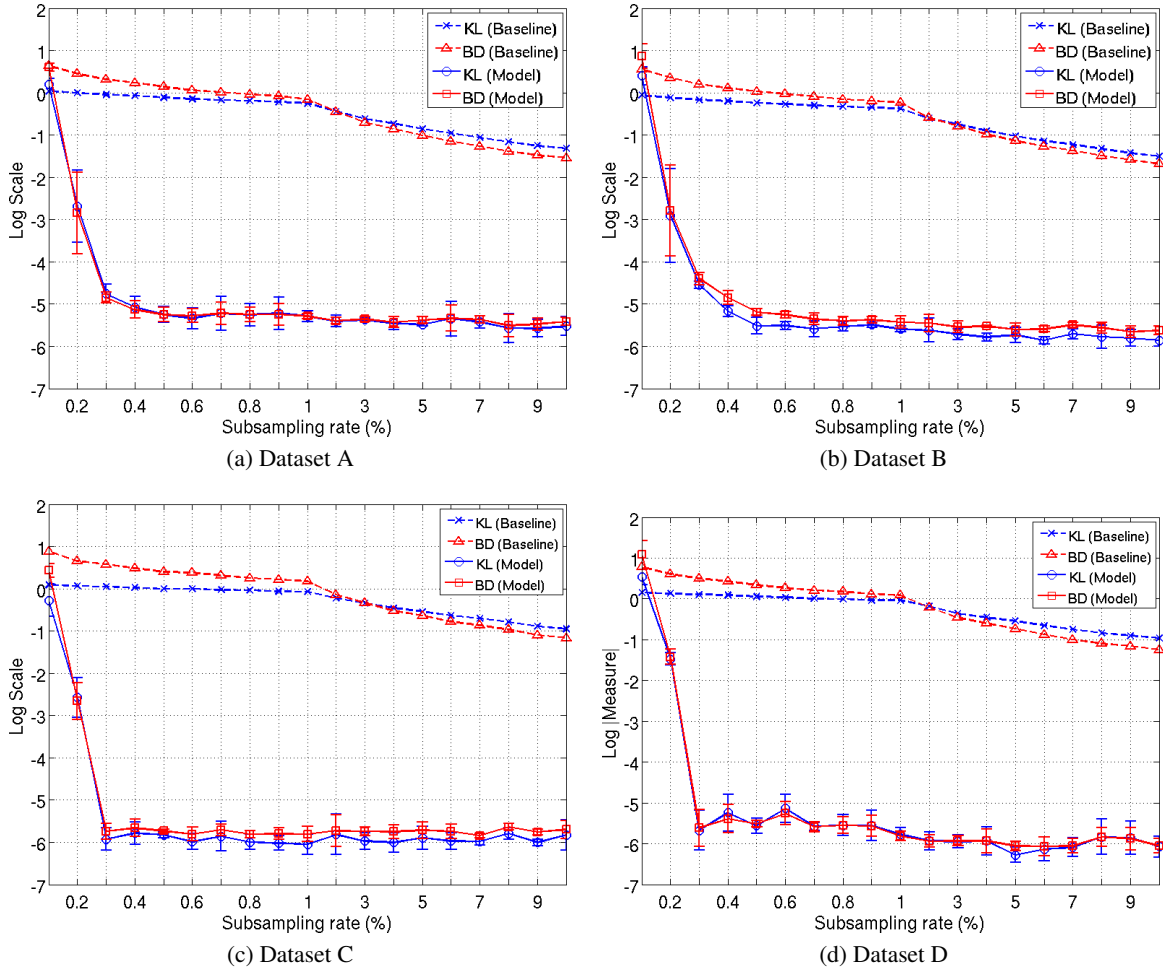 KL (Baseline)
BD (Baseline)
KL (Model)
BD (Model)
2
1
0
-1
-2
-3
-4
-5
-6
-7
Log Scale
0.2 0.4 0.6 0.8 1 3 5 7 9
Subsampling rate (%)
(a) Dataset A
KL (Baseline)
BD (Baseline)
KL (Model)
BD (Model)
2
1
0
-1
-2
-3
-4
-5
-6
-7
Log Scale
0.2 0.4 0.6 0.8 1 3 5 7 9
Subsampling rate (%)
(b) Dataset B
KL (Baseline)
BD (Baseline)
KL (Model)
BD (Model)
2
1
0
-1
-2
-3
-4
-5
-6
-7
Log Scale
0.2 0.4 0.6 0.8 1 3 5 7 9
Subsampling rate (%)
(c) Dataset C
KL (Baseline)
BD (Baseline)
KL (Model)
BD (Model)
2
1
0
-1
-2
-3
-4
-5
-6
-7
Log |Measure|
0.2 0.4 0.6 0.8 1 3 5 7 9
Subsampling rate (%)
(d) Dataset D